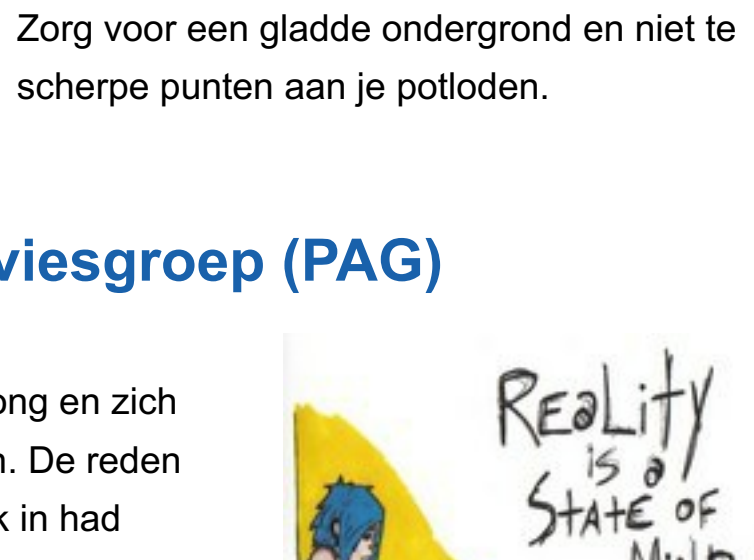 Zorg voor een gladde ondergrond en niet te
scherpe punten aan je potloden.
viesgroep (PAG)
ong en zich
n. De reden
k in had
REaLity
is a
StAtE OF